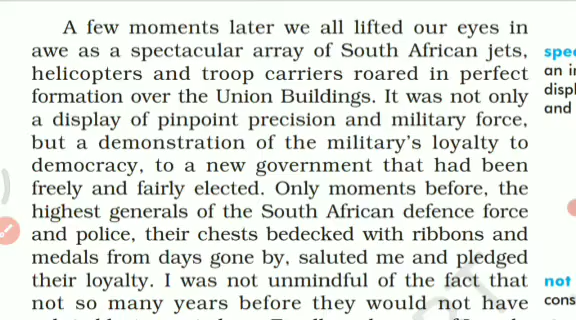 A few moments later we all lifted our eyes in
awe as a spectacular array of South African jets,
helicopters and troop carriers roared in perfect
formation over the Union Buildings. It was not only
a display of pinpoint precision and military force,
but a demonstration of the military's loyalty to
democracy, to a new government that had been
freely and fairly elected. Only moments before, the
highest generals of the South African defence force
and police, their chests bedecked with ribbons and
medals from days gone by, saluted me and pledged
their loyalty. I was not unmindful of the fact that
not so many years before they would not have
an
and
not